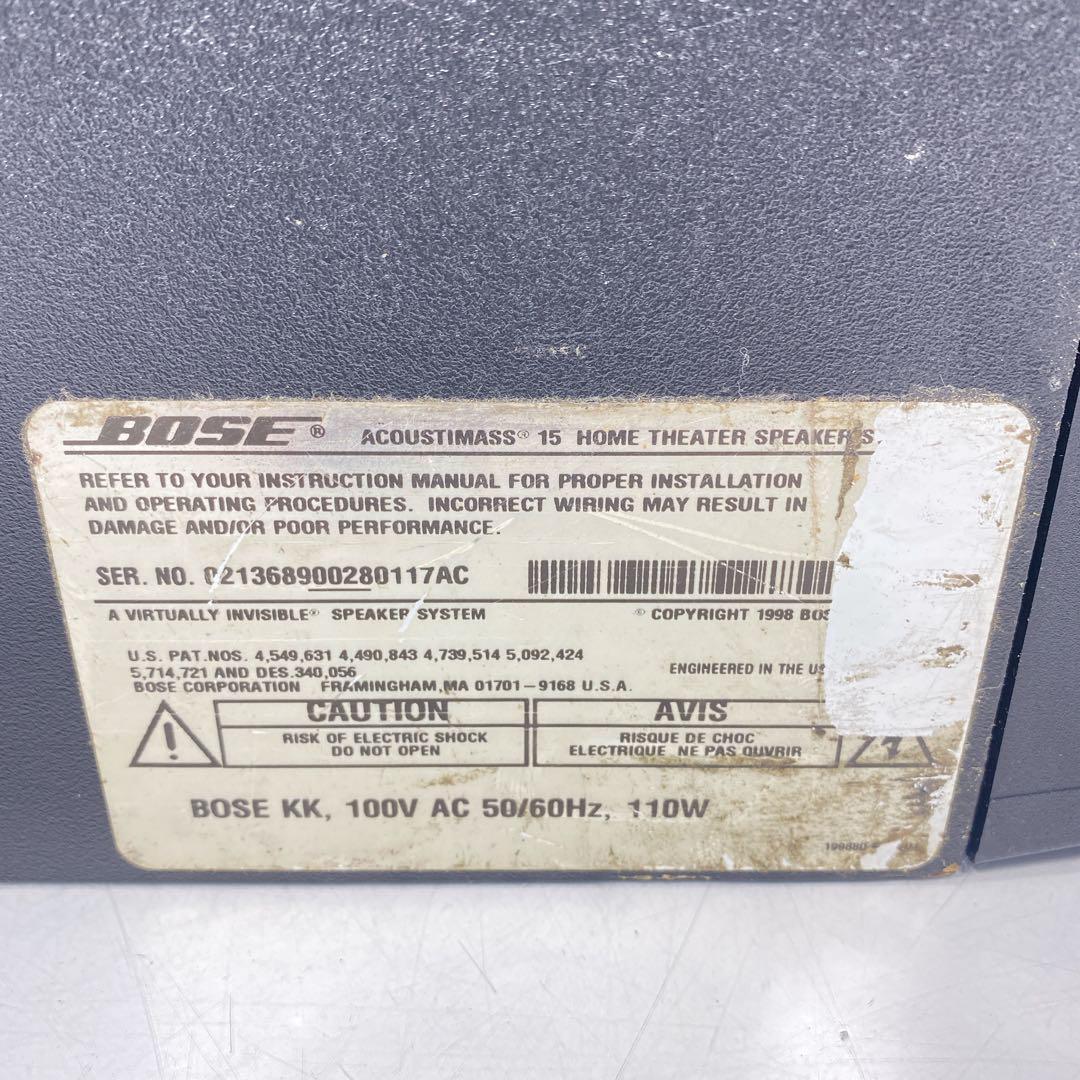 BOSE® ACOUSTIMASS® 15 HOME THEATER SPEAKER S
REFER TO YOUR INSTRUCTION MANUAL FOR PROPER INSTALLATION
AND OPERATING PROCEDURES. INCORRECT WIRING MAY RESULT IN
DAMAGE AND/OR POOR PERFORMANCE.
SER. NO. 021368900280117AC
A VIRTUALLY INVISIBLE® SPEAKER SYSTEM © COPYRIGHT 1998 BOS
U.S. PAT.NOS. 4,549,631 4,490,843 4,739,514 5,092,424
5,714,721 AND DES.340,056
ENGINEERED IN THE US
BOSE CORPORATION FRAMINGHAM,MA 01701-9168 U.S.A.
CAUTION
RISK OF ELECTRIC SHOCK
DO NOT OPEN
AVIS
RISQUE DE CHOC
ELECTRIQUE NE PAS OUVRIR
BOSE KK, 100V AC 50/60Hz, 110W